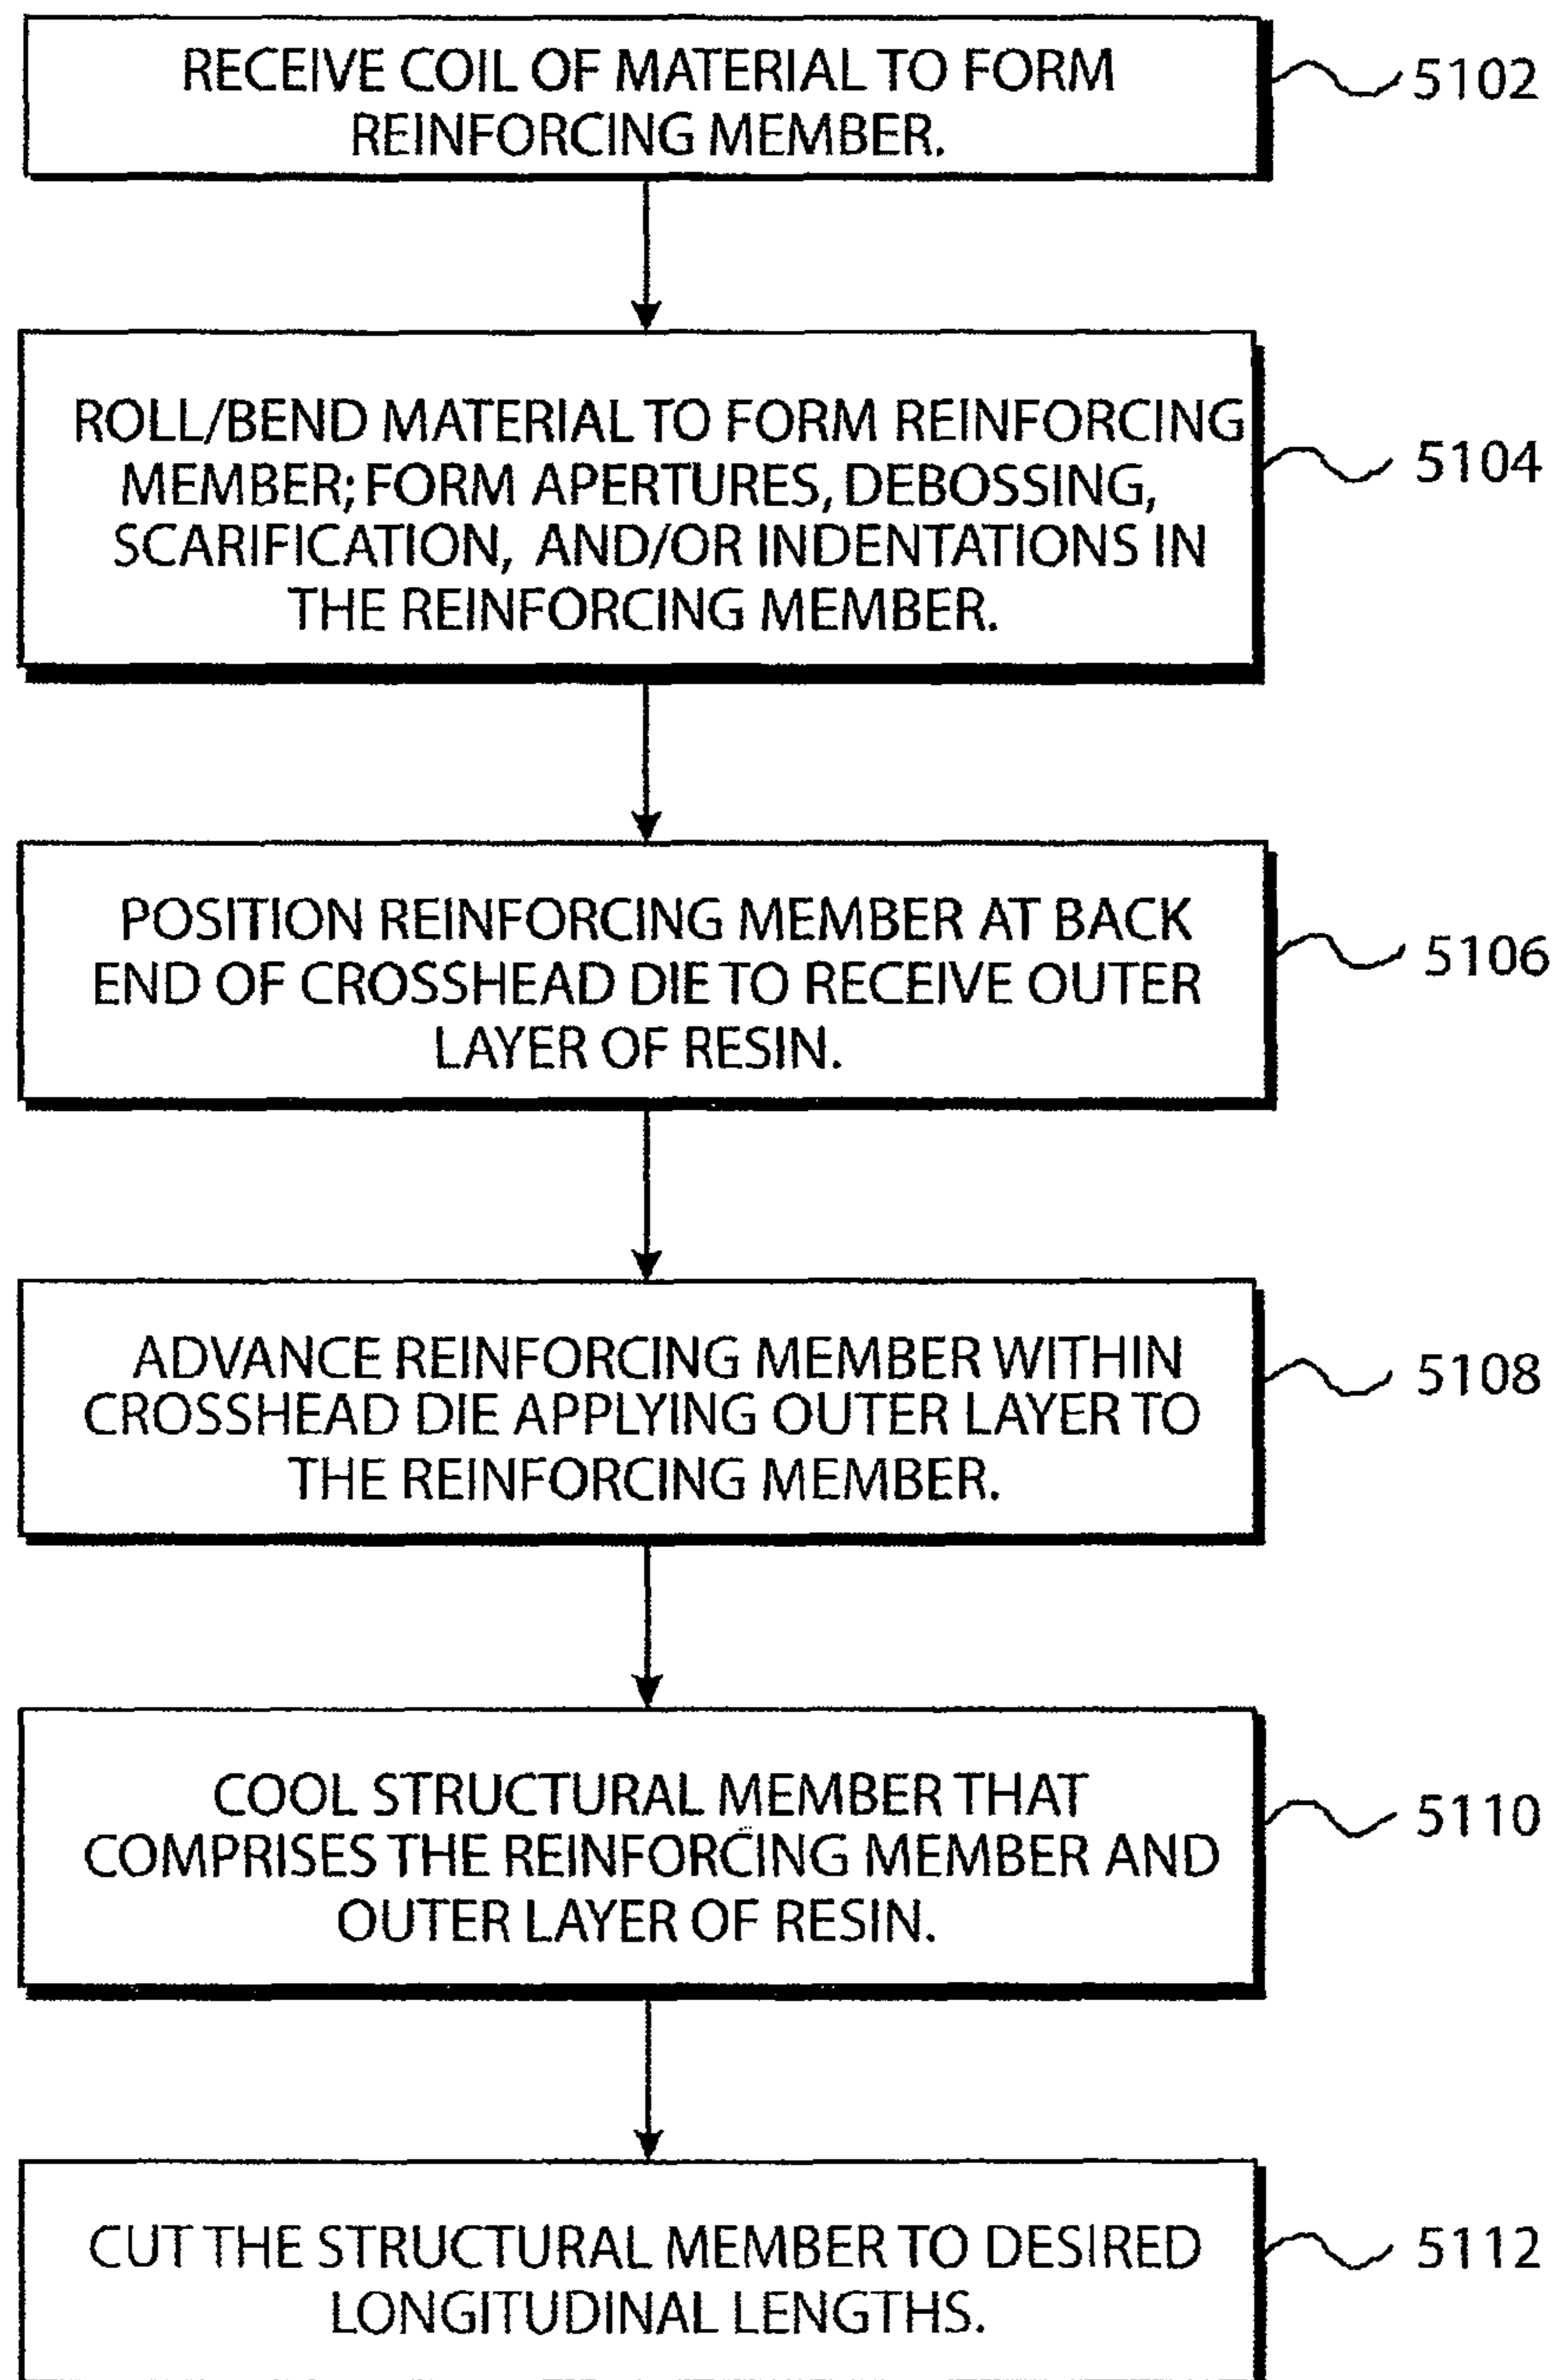 RECEIVE COIL OF MATERIAL TO FORM
REINFORCING MEMBER.
5102
ROLL/BEND MATERIAL TO FORM REINFORCING
MEMBER; FORM APERTURES, DEBOSSING,
SCARIFICATION, AND/OR INDENTATIONS IN
THE REINFORCING MEMBER.
5104
POSITION REINFORCING MEMBER AT BACK
END OF CROSSHEAD DIE TO RECEIVE OUTER
LAYER OF RESIN.
5106
ADVANCE REINFORCING MEMBER WITHIN
CROSSHEAD DIE APPLYING OUTER LAYER TO
THE REINFORCING MEMBER.
5108
COOL STRUCTURAL MEMBER THAT
COMPRISES THE REINFORCING MEMBER AND
OUTER LAYER OF RESIN.
5110
CUT THE STRUCTURAL MEMBER TO DESIRED
LONGITUDINAL LENGTHS.
5112